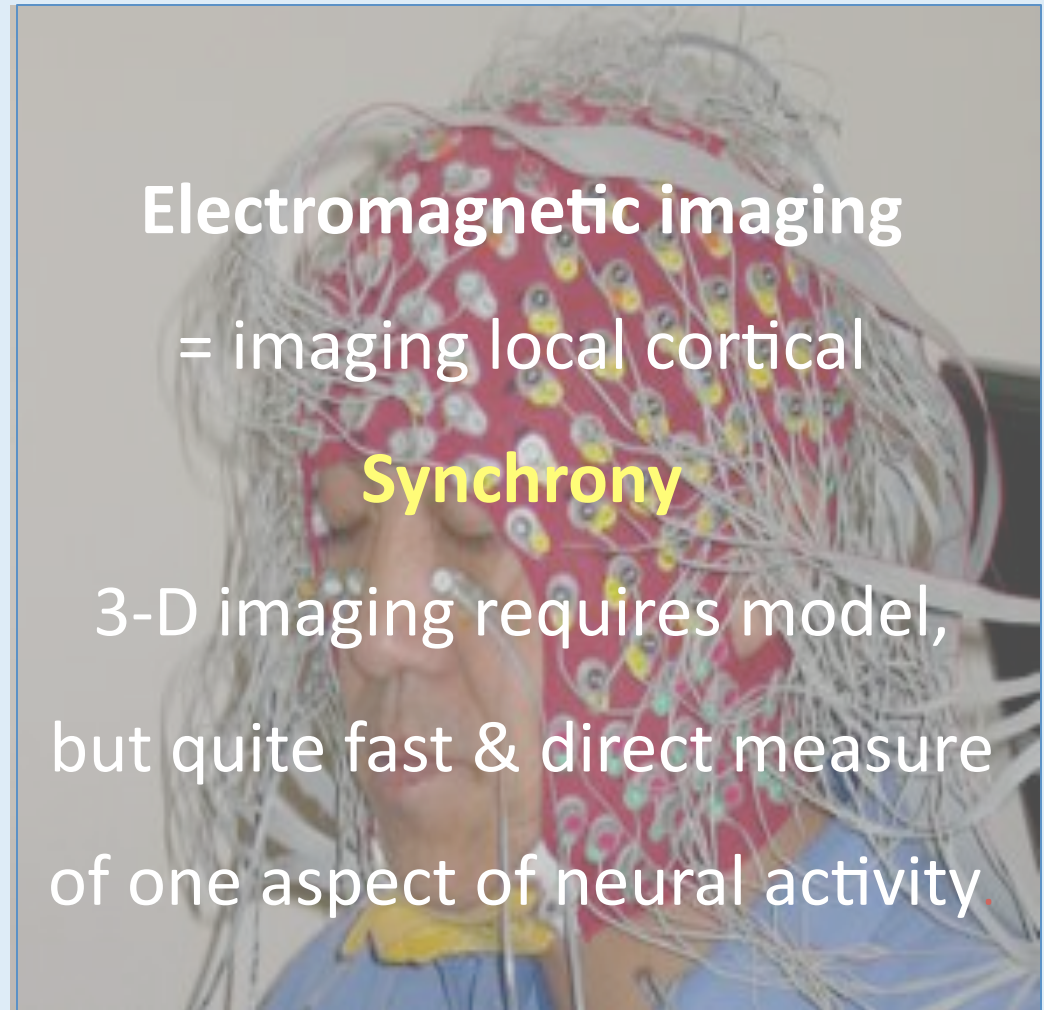 Electromagnetic imaging
= imaging local cortical
Synchrony
3-D imaging requires model,
but quite fast & direct measure
of one aspect of neural activity.